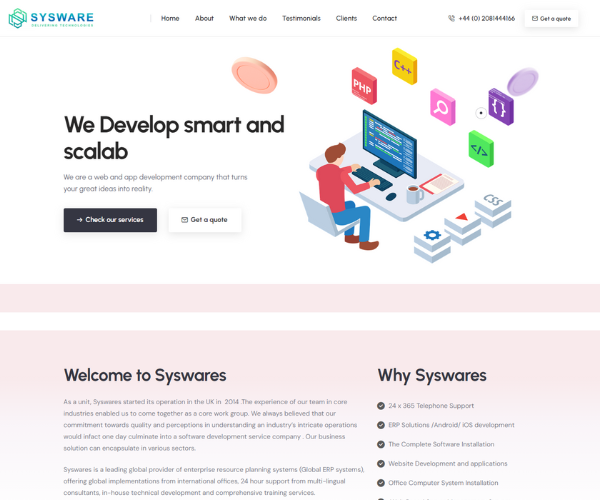 SYSWARE
DELIVERING TECHNOLOGIES
Home About What we do Testimonials Clients Contact
+44 (0) 2081444166
Get a quote
PHP
C++
{ }
</>
CSS
We Develop smart and
scalab
We are a web and app development company that turns
your great ideas into reality.
Check our services
Get a quote
Welcome to Syswares
As a unit, Syswares started its operation in the UK in 2014 .The experience of our team in core
industries enabled us to come together as a core work group. We always believed that our
commitment towards quality and perceptions in understanding an industry's intricate operations
would infact one day culminate into a software development service company . Our business
solution can encapsulate in various sectors.
Syswares is a leading global provider of enterprise resource planning systems (Global ERP systems),
offering global implementations from international offices, 24 hour support from multi-lingual
consultants, in-house technical development and comprehensive training services.
Why Syswares
24 x 365 Telephone Support
ERP Solutions /Android/ iOS development
The Complete Software Installation
Website Development and applications
Office Computer System Installation